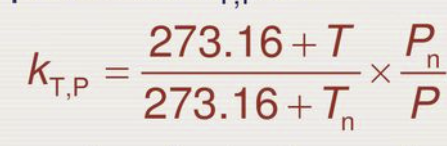 k_T,P = (273.16 + T) / (273.16 + T_n) × P_n / P